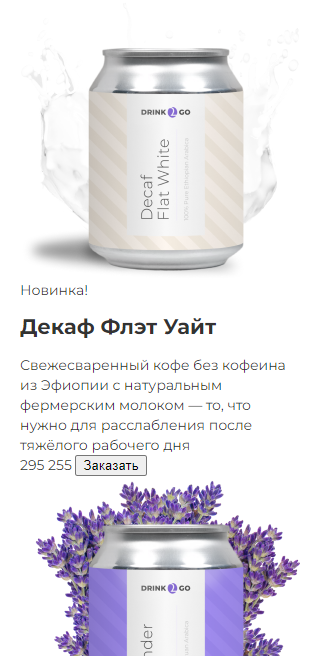 DRINK 2 GO
Decaf
Flat White
100% Pure Ethiopian Arabica
Новинка!
Декаф Флэт Уайт
Свежесваренный кофе без кофеина
из Эфиопии с натуральным
фермерским молоком — то, что
нужно для расслабления после
тяжёлого рабочего дня
295 255 Заказать
DRINK 2 GO
nder